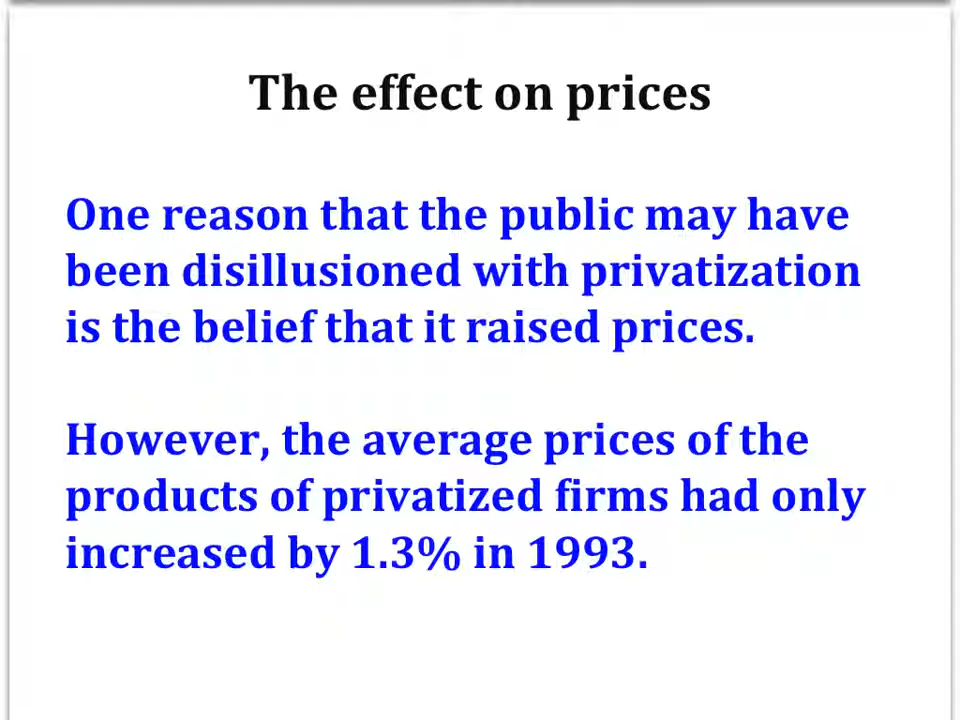 The effect on prices
One reason that the public may have
been disillusioned with privatization
is the belief that it raised prices.
However, the average prices of the
products of privatized firms had only
increased by 1.3% in 1993.